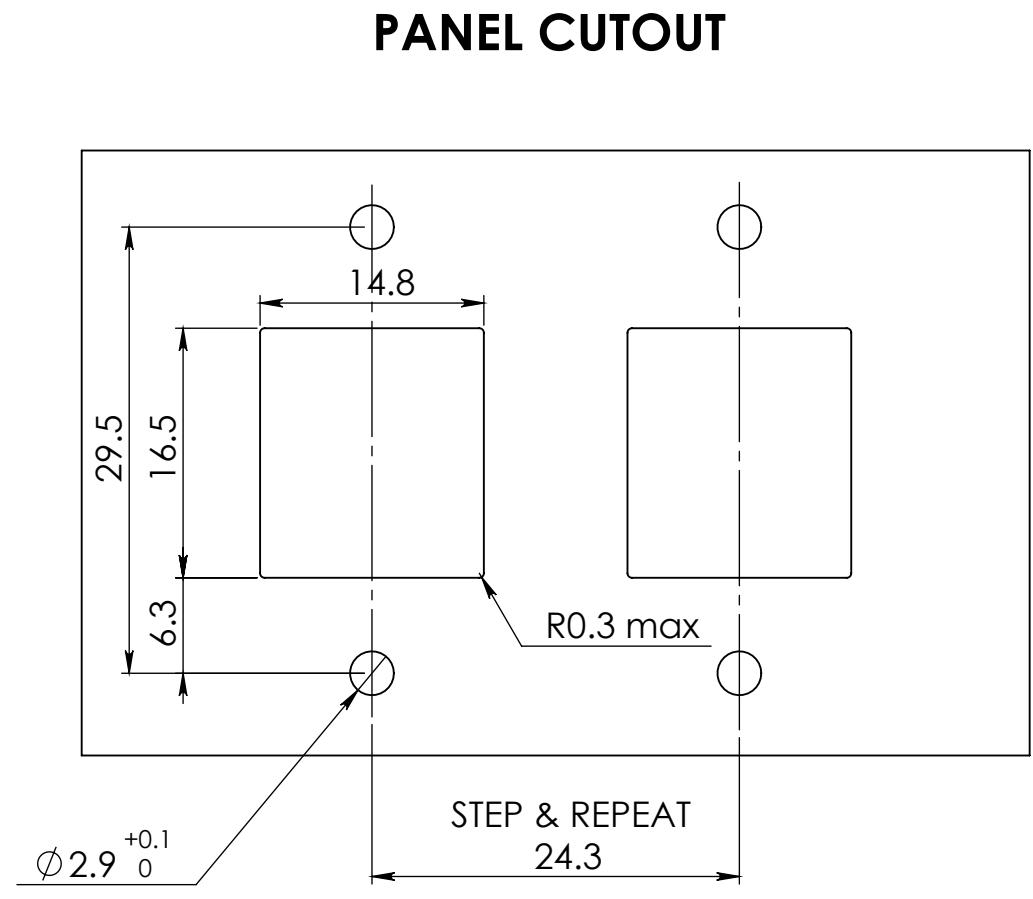 PANEL CUTOUT
14.8
29.5
16.5
6.3
R0.3 max
STEP & REPEAT
24.3
Ø2.9 +0.1
0